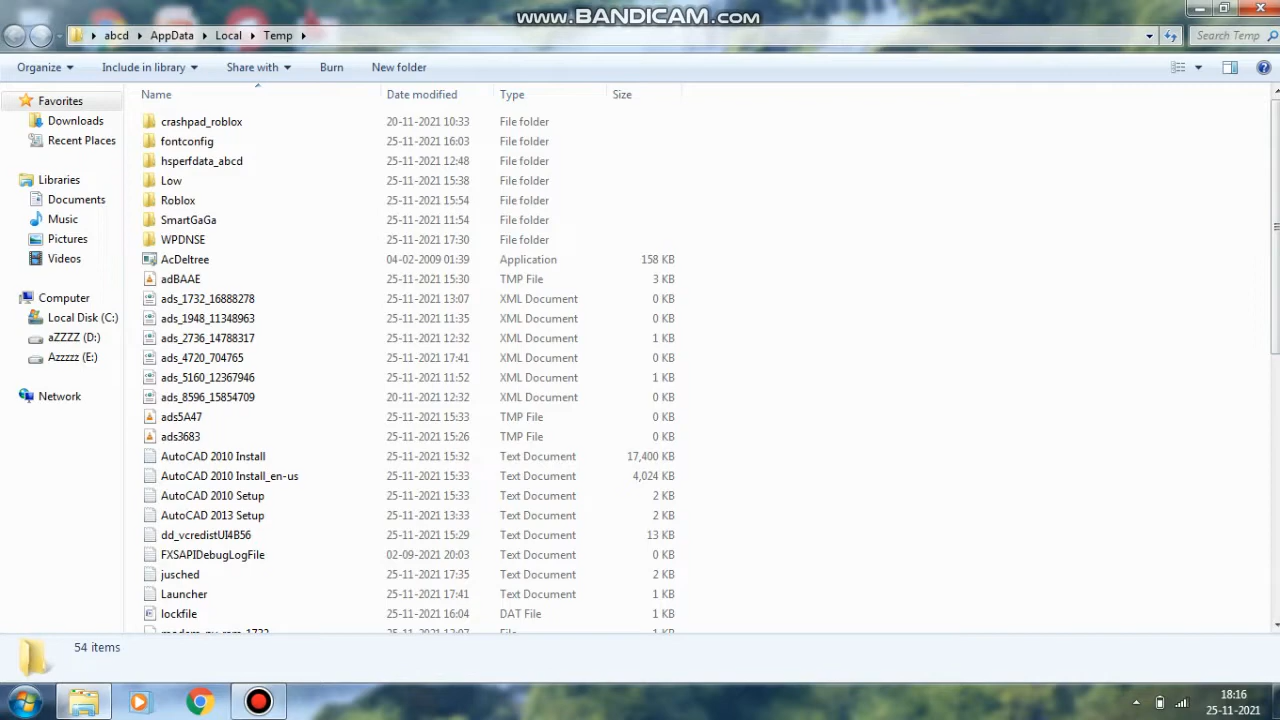 www.BANDICAM.com
abcd AppData Local Temp
Search Temp
Organize Include in library Share with Burn New folder
Name Date modified Type Size
Favorites
Downloads
Recent Places
Libraries
Documents
Music
Pictures
Videos
Computer
Local Disk (C:)
aZZZZ (D:)
Azzzzz (E:)
Network
crashpad_roblox 20-11-2021 10:33 File folder
fontconfig 25-11-2021 16:03 File folder
hsperfdata_abcd 25-11-2021 12:48 File folder
Low 25-11-2021 15:38 File folder
Roblox 25-11-2021 15:54 File folder
SmartGaGa 25-11-2021 11:54 File folder
WPDNSE 25-11-2021 17:30 File folder
AcDeltree 04-02-2009 01:39 Application 158 KB
adBAAE 25-11-2021 15:30 TMP File 3 KB
ads_1732_16888278 25-11-2021 13:07 XML Document 0 KB
ads_1948_11348963 25-11-2021 11:35 XML Document 0 KB
ads_2736_14788317 25-11-2021 12:32 XML Document 1 KB
ads_4720_704765 25-11-2021 17:41 XML Document 0 KB
ads_5160_12367946 25-11-2021 11:52 XML Document 1 KB
ads_8596_15854709 20-11-2021 12:32 XML Document 0 KB
ads5A47 25-11-2021 15:33 TMP File 0 KB
ads3683 25-11-2021 15:26 TMP File 0 KB
AutoCAD 2010 Install 25-11-2021 15:32 Text Document 17,400 KB
AutoCAD 2010 Install_en-us 25-11-2021 15:33 Text Document 4,024 KB
AutoCAD 2010 Setup 25-11-2021 15:33 Text Document 2 KB
AutoCAD 2013 Setup 25-11-2021 13:33 Text Document 2 KB
dd_vcredistUI4B56 25-11-2021 15:29 Text Document 13 KB
FXSAPIDebugLogFile 02-09-2021 20:03 Text Document 0 KB
jusched 25-11-2021 17:35 Text Document 2 KB
Launcher 25-11-2021 17:41 Text Document 1 KB
lockfile 25-11-2021 16:04 DAT File 1 KB
25-11-2021 13:07 File 1 KB
54 items
18:16
25-11-2021